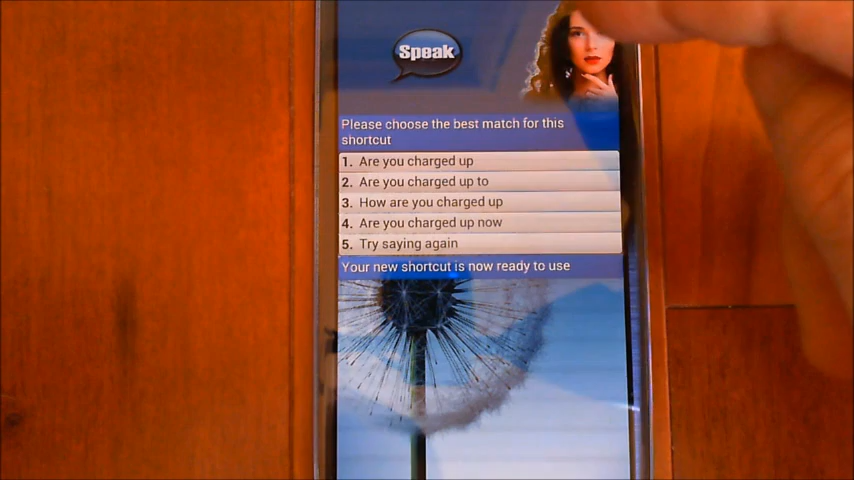 Speak
Please choose the best match for this
shortcut
1. Are you charged up
2. Are you charged up to
3. How are you charged up
4. Are you charged up now
5. Try saying again
Your new shortcut is now ready to use